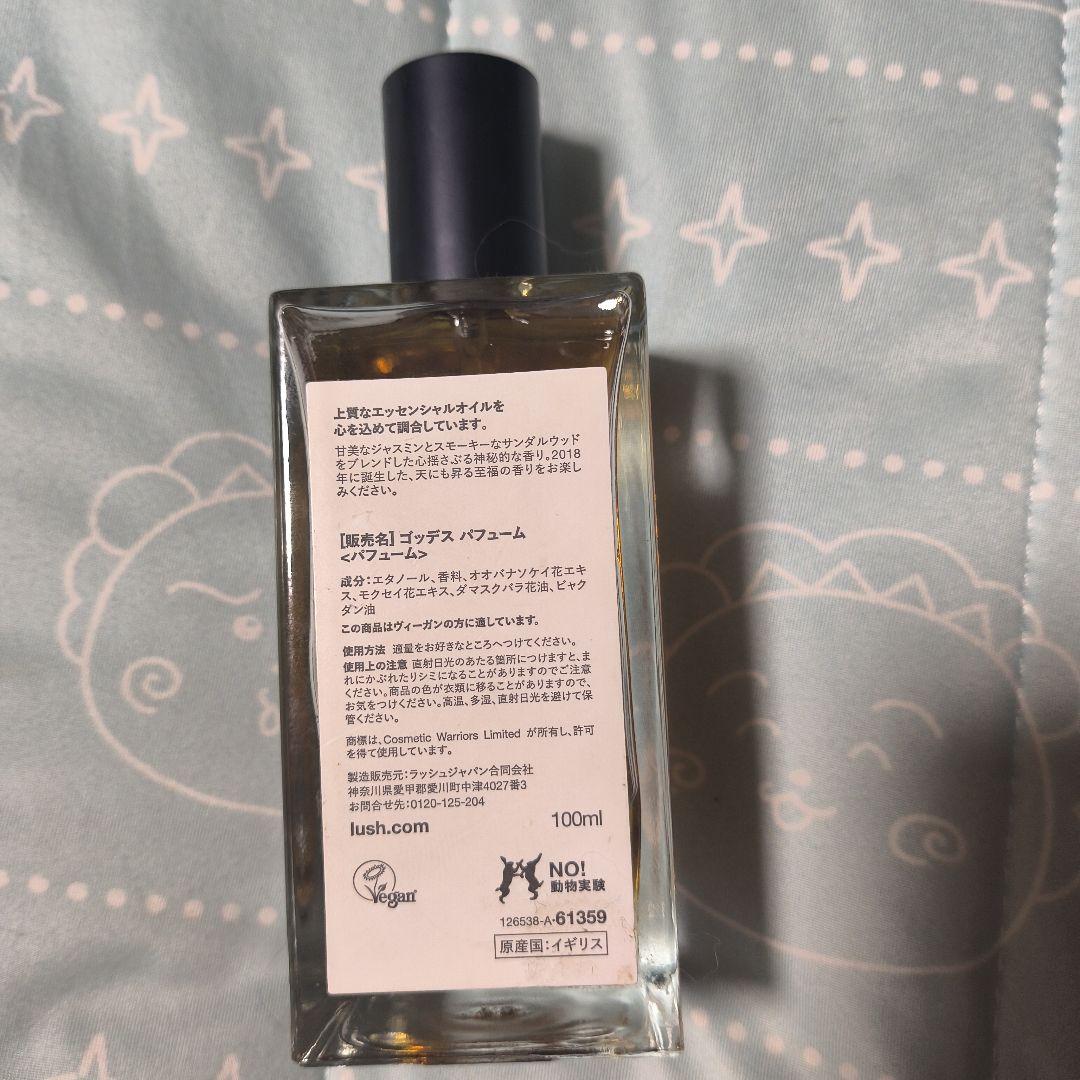 上質なエッセンシャルオイルを
心を込めて調合しています。
甘美なジャスミンとスモーキーなサンダルウッド
をブレンドした心揺さぶる神秘的な香り。2018
年に誕生した、天にも昇る至福の香りをお楽し
みください。
[販売名] ゴッデス パフューム
<パフューム>
成分:エタノール、香料、オオバナソケイ花エキ
ス、モクセイ花エキス、ダマスクバラ花油、ビャク
ダン油
この商品はヴィーガンの方に適しています。
使用方法 適量をお好きなところへつけてください。
使用上の注意 直射日光のあたる箇所につけますと、ま
れにかぶれたりシミになることがありますのでご注意
ください。商品の色が衣類に移ることがありますので、
お気をつけください。高温、多湿、直射日光を避けて保
管ください。
商標は、Cosmetic Warriors Limited が所有し、許可
を得て使用しています。
製造販売元:ラッシュジャパン合同会社
神奈川県愛甲郡愛川町中津4027番3
お問合せ先:0120-125-204
lush.com 100ml
Vegan NO!
動物実験
126538-A-61359
原産国:イギリス